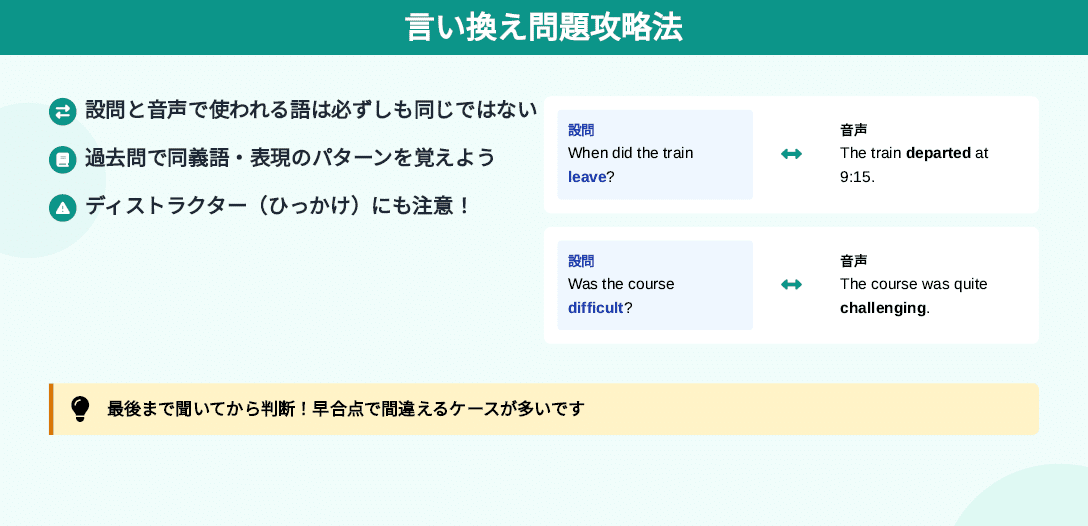 言い換え問題攻略法
設問と音声で使われる語は必ずしも同じではない
過去問で同義語・表現のパターンを覚えよう
ディストラクター（ひっかけ）にも注意！
設問
When did the train
leave?
音声
The train departed at
9:15.
設問
Was the course
difficult?
音声
The course was quite
challenging.
最後まで聞いてから判断！早合点で間違えるケースが多いです